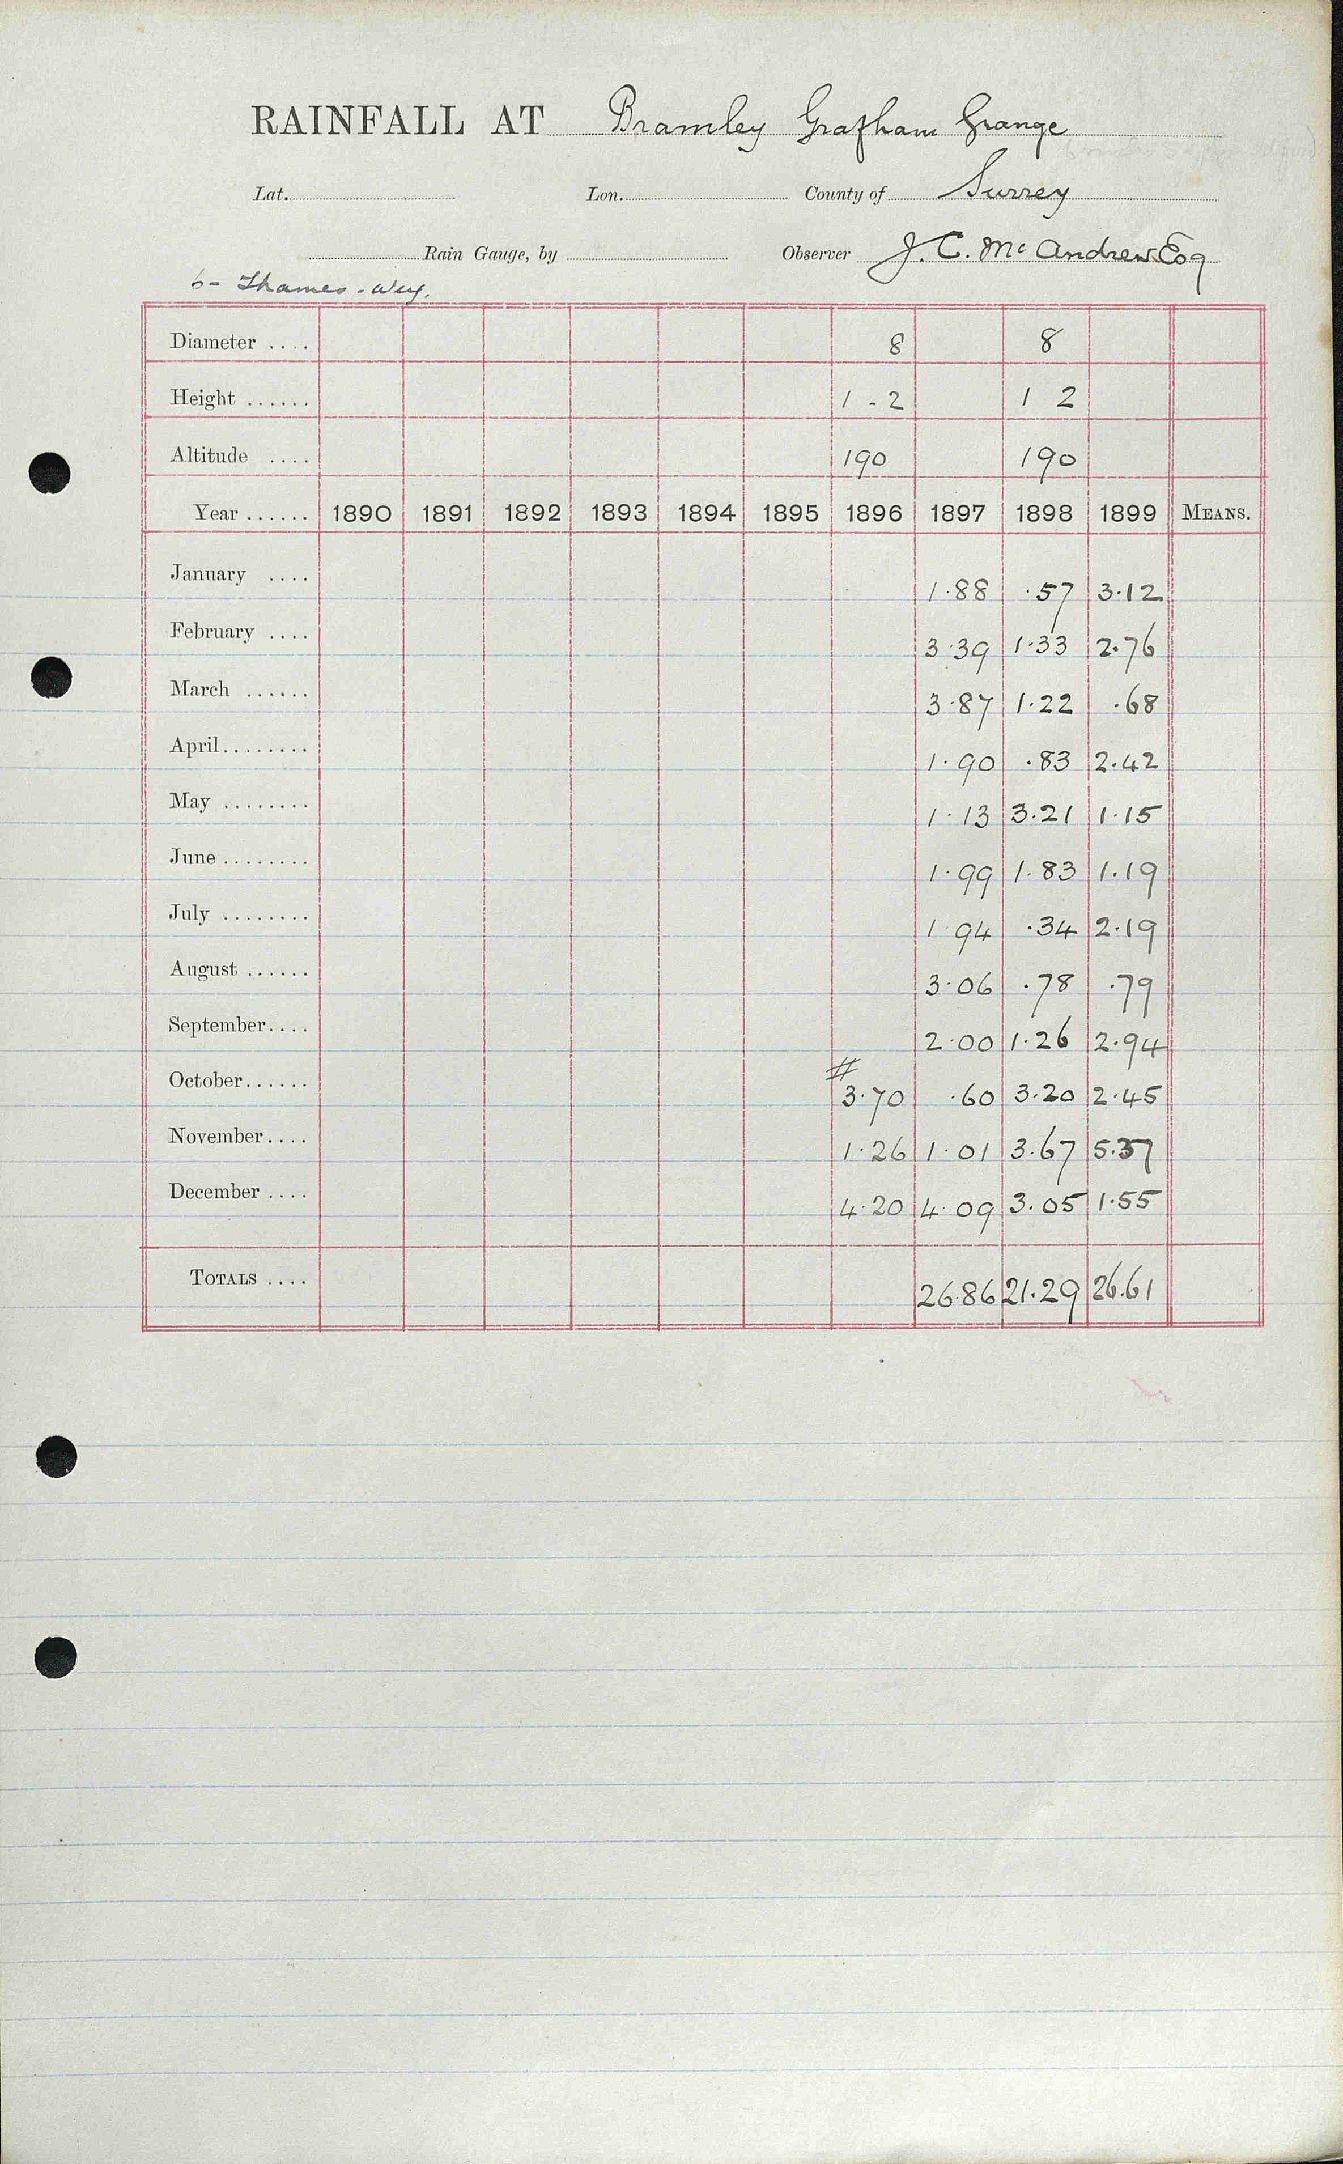 RAINFALL AT Bramley Grafham Grange
Lat. Lon. County of Surrey
Rain Gauge, by Observer J. C. Mc Andrew Esq
6- Thames - Wey.
Diameter .... 8 8
Height ...... 1 - 2 1 2
Altitude .... 190 190
Year ...... 1890 1891 1892 1893 1894 1895 1896 1897 1898 1899 MEANS.
January .... 1.88 .57 3.12
February .... 3.39 1.33 2.76
March ...... 3.87 1.22 .68
April........ 1.90 .83 2.42
May ........ 1.13 3.21 1.15
June ........ 1.99 1.83 1.19
July ........ 1.94 .34 2.19
August ...... 3.06 .78 .79
September.... 2.00 1.26 2.94
#
October...... 3.70 .60 3.20 2.45
November.... 1.26 1.01 3.67 5.37
December .... 4.20 4.09 3.05 1.55
TOTALS .... 26.86 21.29 26.61